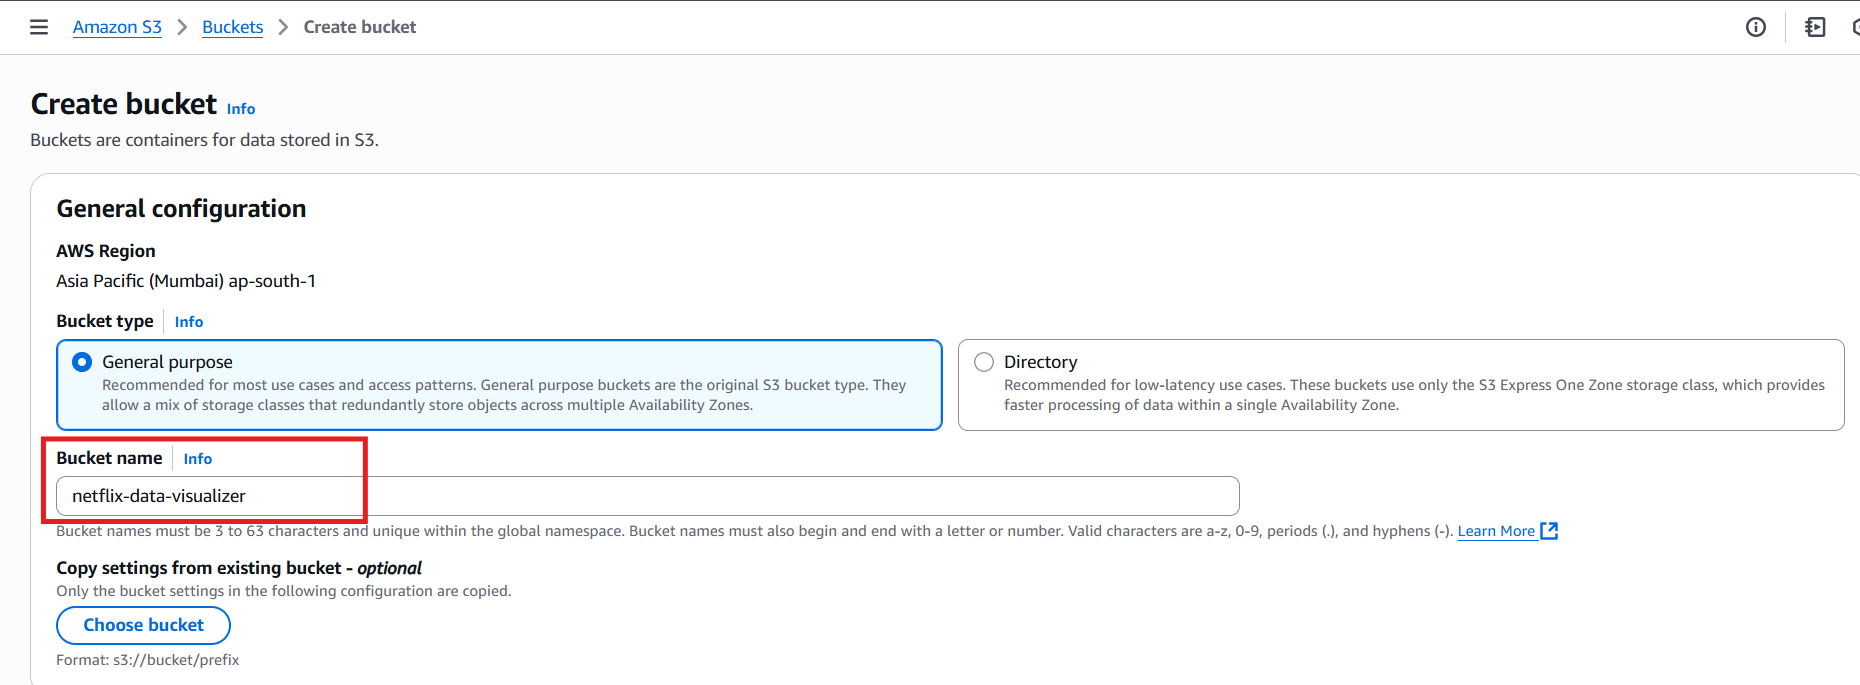 Amazon S3 > Buckets > Create bucket
Create bucket Info
Buckets are containers for data stored in S3.
General configuration
AWS Region
Asia Pacific (Mumbai) ap-south-1
Bucket type Info
General purpose
Recommended for most use cases and access patterns. General purpose buckets are the original S3 bucket type. They
allow a mix of storage classes that redundantly store objects across multiple Availability Zones.
Directory
Recommended for low-latency use cases. These buckets use only the S3 Express One Zone storage class, which provides
faster processing of data within a single Availability Zone.
Bucket name Info
netflix-data-visualizer
Bucket names must be 3 to 63 characters and unique within the global namespace. Bucket names must also begin and end with a letter or number. Valid characters are a-z, 0-9, periods (.), and hyphens (-). Learn More
Copy settings from existing bucket - optional
Only the bucket settings in the following configuration are copied.
Choose bucket
Format: s3://bucket/prefix